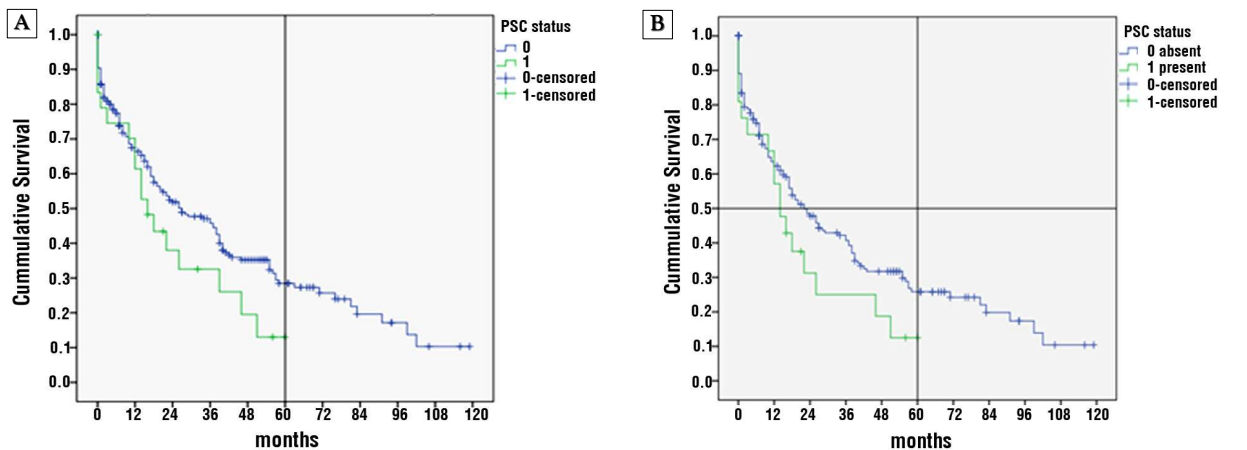 A
PSC status
0
1
0-censored
1-censored
Cummulative Survival
1.0
0.9
0.8
0.7
0.6
0.5
0.4
0.3
0.2
0.1
0.0
0 12 24 36 48 60 72 84 96 108 120
months
B
PSC status
0 absent
1 present
0-censored
1-censored
Cummulative Survival
1.0
0.9
0.8
0.7
0.6
0.5
0.4
0.3
0.2
0.1
0.0
0 12 24 36 48 60 72 84 96 108 120
months